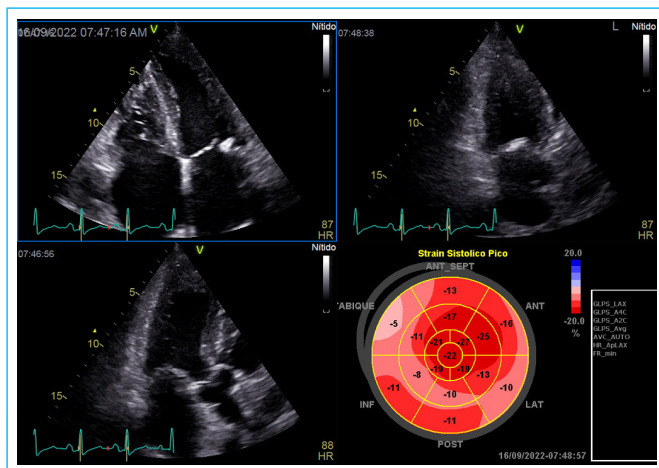 16/09/2022 07:47:16 AM
V
Nítido
5
10
15
87
HR
07:48:38
V
L
Nítido
5
10
15
87
HR
07:46:56
V
Nítido
5
10
15
88
HR
Strain Sistolico Pico
ANT_SEPT
TABIQUE
ANT
INF
LAT
POST
-13
-5
-17
-16
-11
-21
-27
-25
-22
-8
-19
-19
-13
-11
-10
-10
-11
20.0
-20.0
%
GLPS_LAX
GLPS_A4C
GLPS_A2C
GLPS_Avg
AVC_AUTO
HR_ApLAX
FR_min
16/09/2022-07:48:57